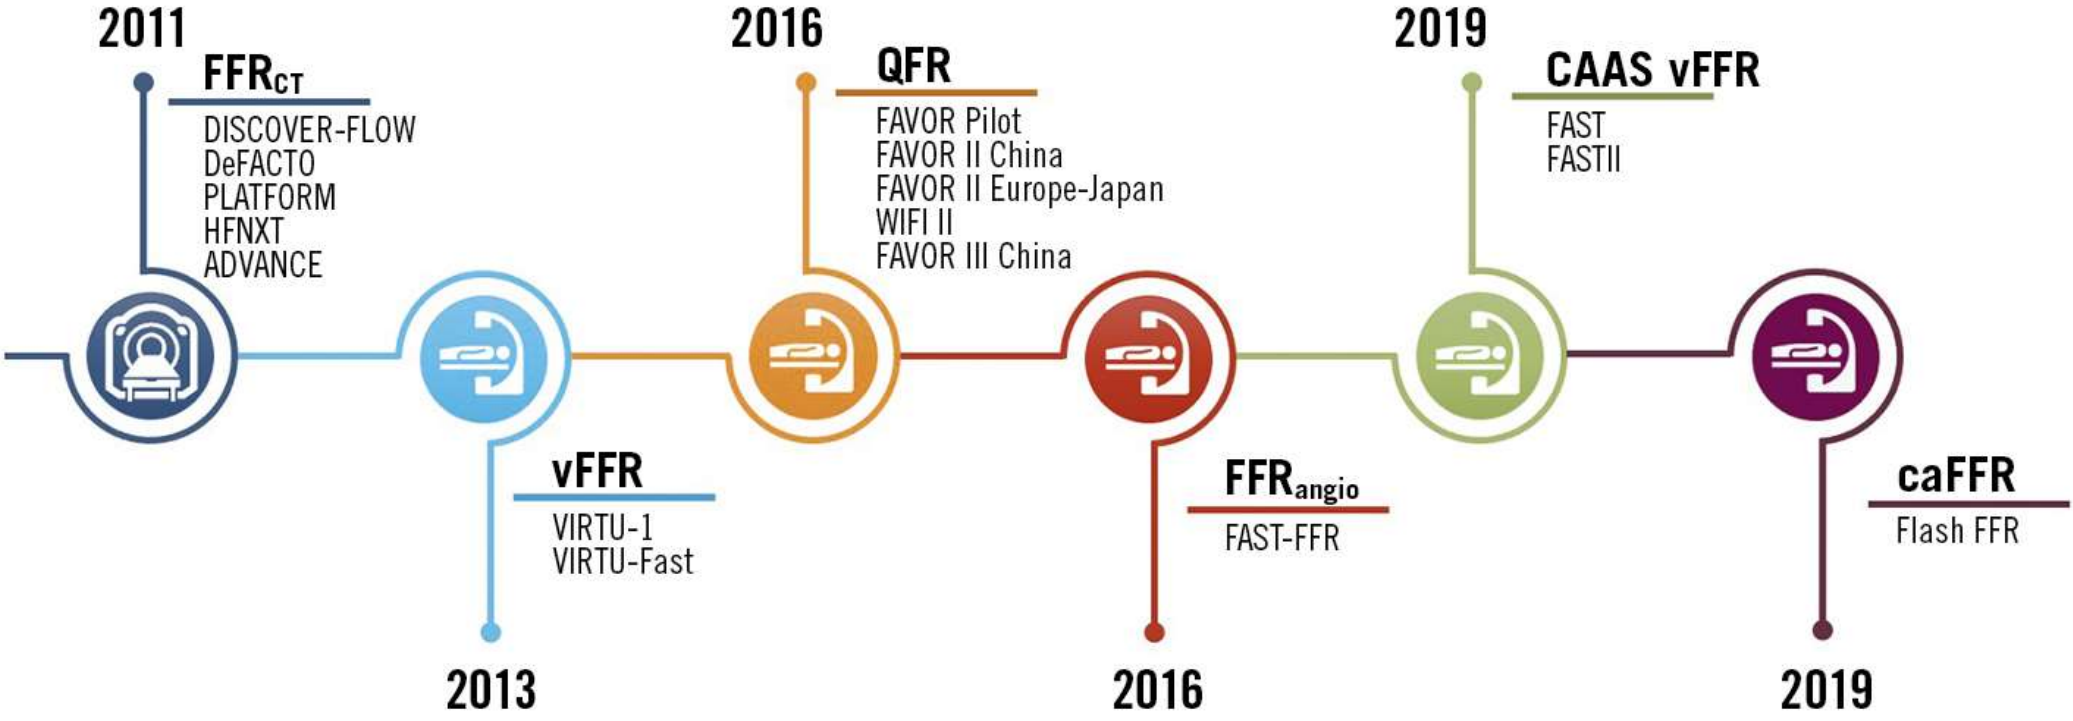 2011
FFRCT
DISCOVER-FLOW
DeFACTO
PLATFORM
HFNXT
ADVANCE
vFFR
VIRTU-1
VIRTU-Fast
2013
2016
QFR
FAVOR Pilot
FAVOR II China
FAVOR II Europe-Japan
WIFI II
FAVOR III China
FFRangio
FAST-FFR
2016
2019
CAAS vFFR
FAST
FASTII
caFFR
Flash FFR
2019